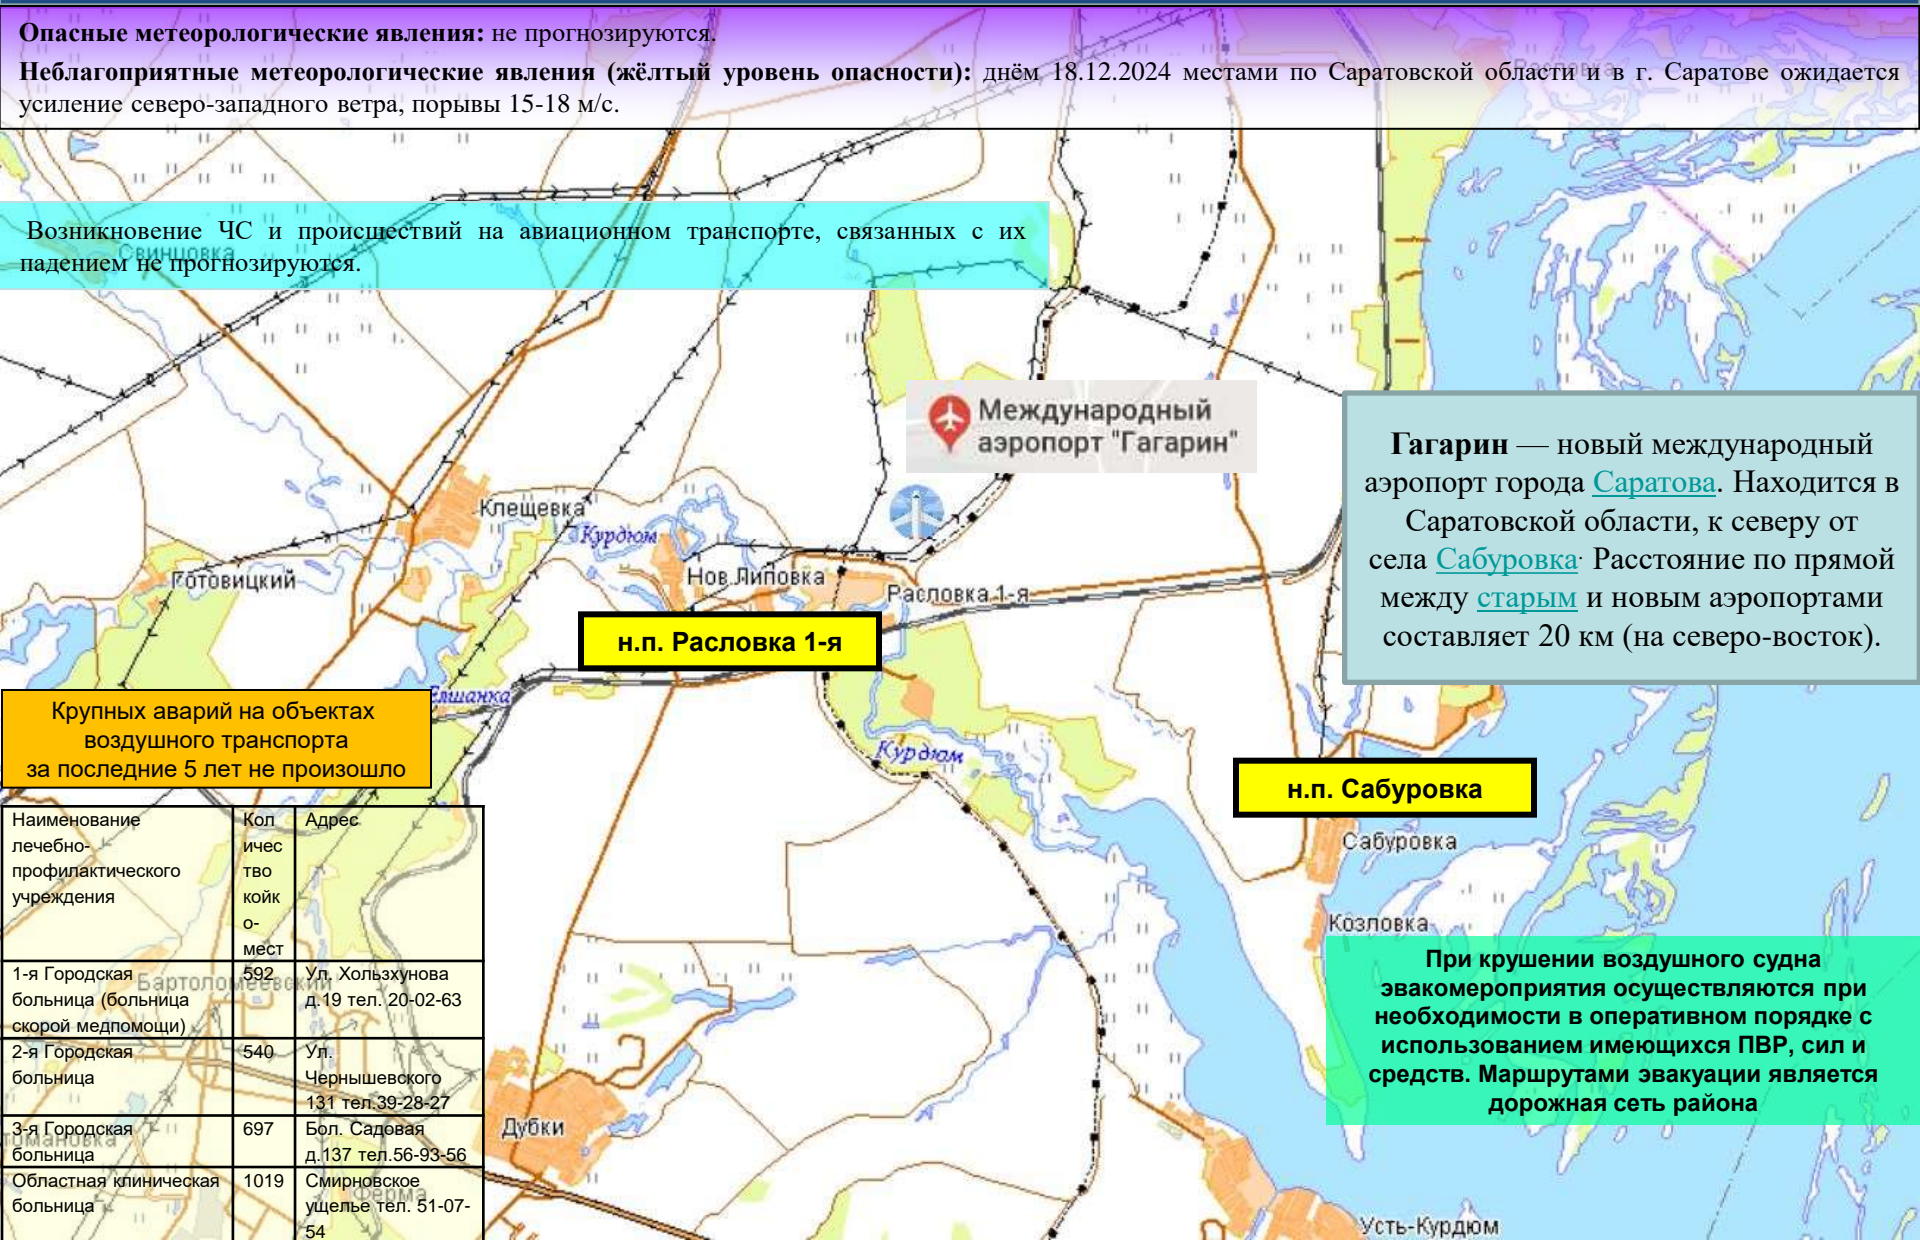 Опасные метеорологические явления: не прогнозируются.
Неблагоприятные метеорологические явления (жёлтый уровень опасности): днём 18.12.2024 местами по Саратовской области и в г. Саратове ожидается
усиление северо-западного ветра, порывы 15-18 м/с.
Возникновение ЧС и происшествий на авиационном транспорте, связанных с их
падением не прогнозируются.
Свинцовка
Международный
аэропорт "Гагарин"
Гагарин — новый международный
аэропорт города Саратова. Находится в
Саратовской области, к северу от
села Сабуровка. Расстояние по прямой
между старым и новым аэропортами
составляет 20 км (на северо-восток).
Клещевка
Курдюм
Готовицкий
Нов.Липовка
Расловка 1-я
н.п. Расловка 1-я
Елшанка
Курдюм
Крупных аварий на объектах
воздушного транспорта
за последние 5 лет не произошло
н.п. Сабуровка
Сабуровка
Козловка
При крушении воздушного судна
эвакомероприятия осуществляются при
необходимости в оперативном порядке с
использованием имеющихся ПВР, сил и
средств. Маршрутами эвакуации является
дорожная сеть района
Наименование
лечебно-
профилактического
учреждения
Кол
ичес
тво
койк
о-
мест
Адрес
1-я Городская
больница (больница
скорой медпомощи)
592
Ул. Хользхунова
д.19 тел. 20-02-63
Бартоломеевский
2-я Городская
больница
540
Ул.
Чернышевского
131 тел.39-28-27
3-я Городская
больница
697
Бол. Садовая
д.137 тел.56-93-56
Областная клиническая
больница
1019
Смирновское
ущелье тел. 51-07-
54
Ферма
Дубки
Усть-Курдюм